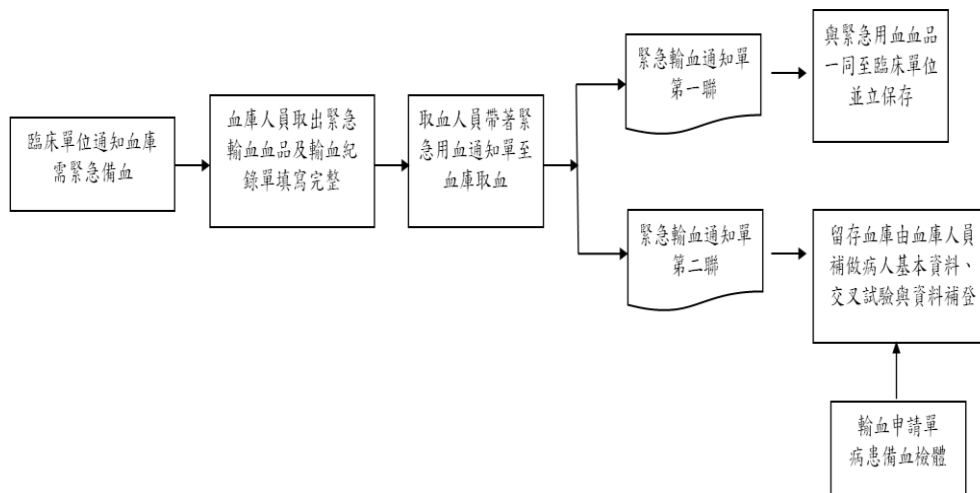 臨床單位通知血庫
需緊急備血
血庫人員取出緊急
輸血血品及輸血紀
錄單填寫完整
取血人員帶著緊
急用血通知單至
血庫取血
緊急輸血通知單
第一聯
與緊急用血血品
一同至臨床單位
並立保存
緊急輸血通知單
第二聯
留存血庫由血庫人員
補做病人基本資料、
交叉試驗與資料補登
輸血申請單
病患備血檢體